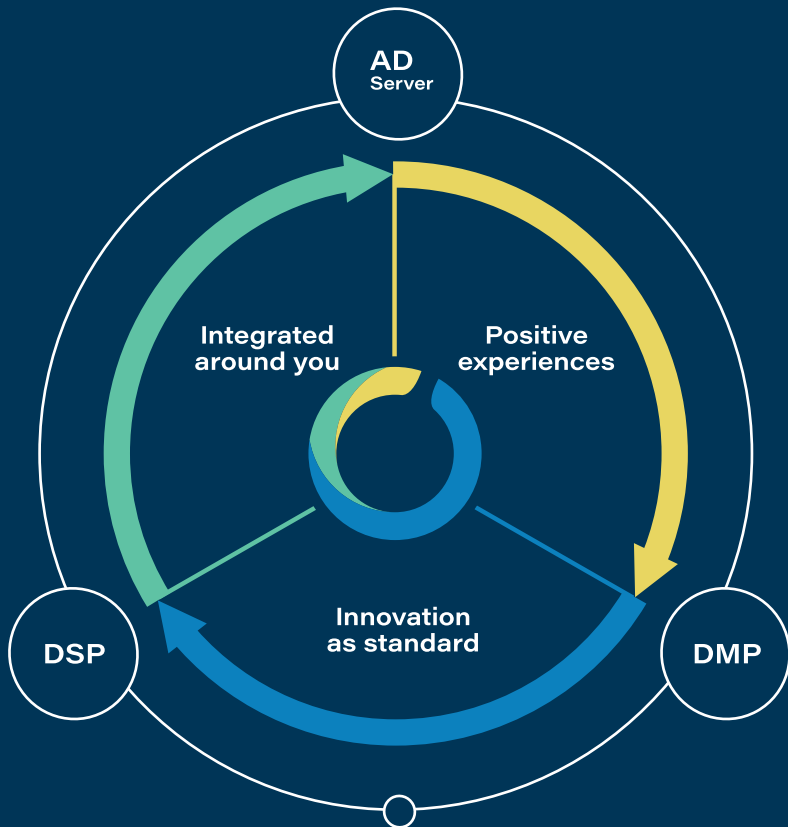 AD
Server
Integrated
around you
Positive
experiences
Innovation
as standard
DSP
DMP